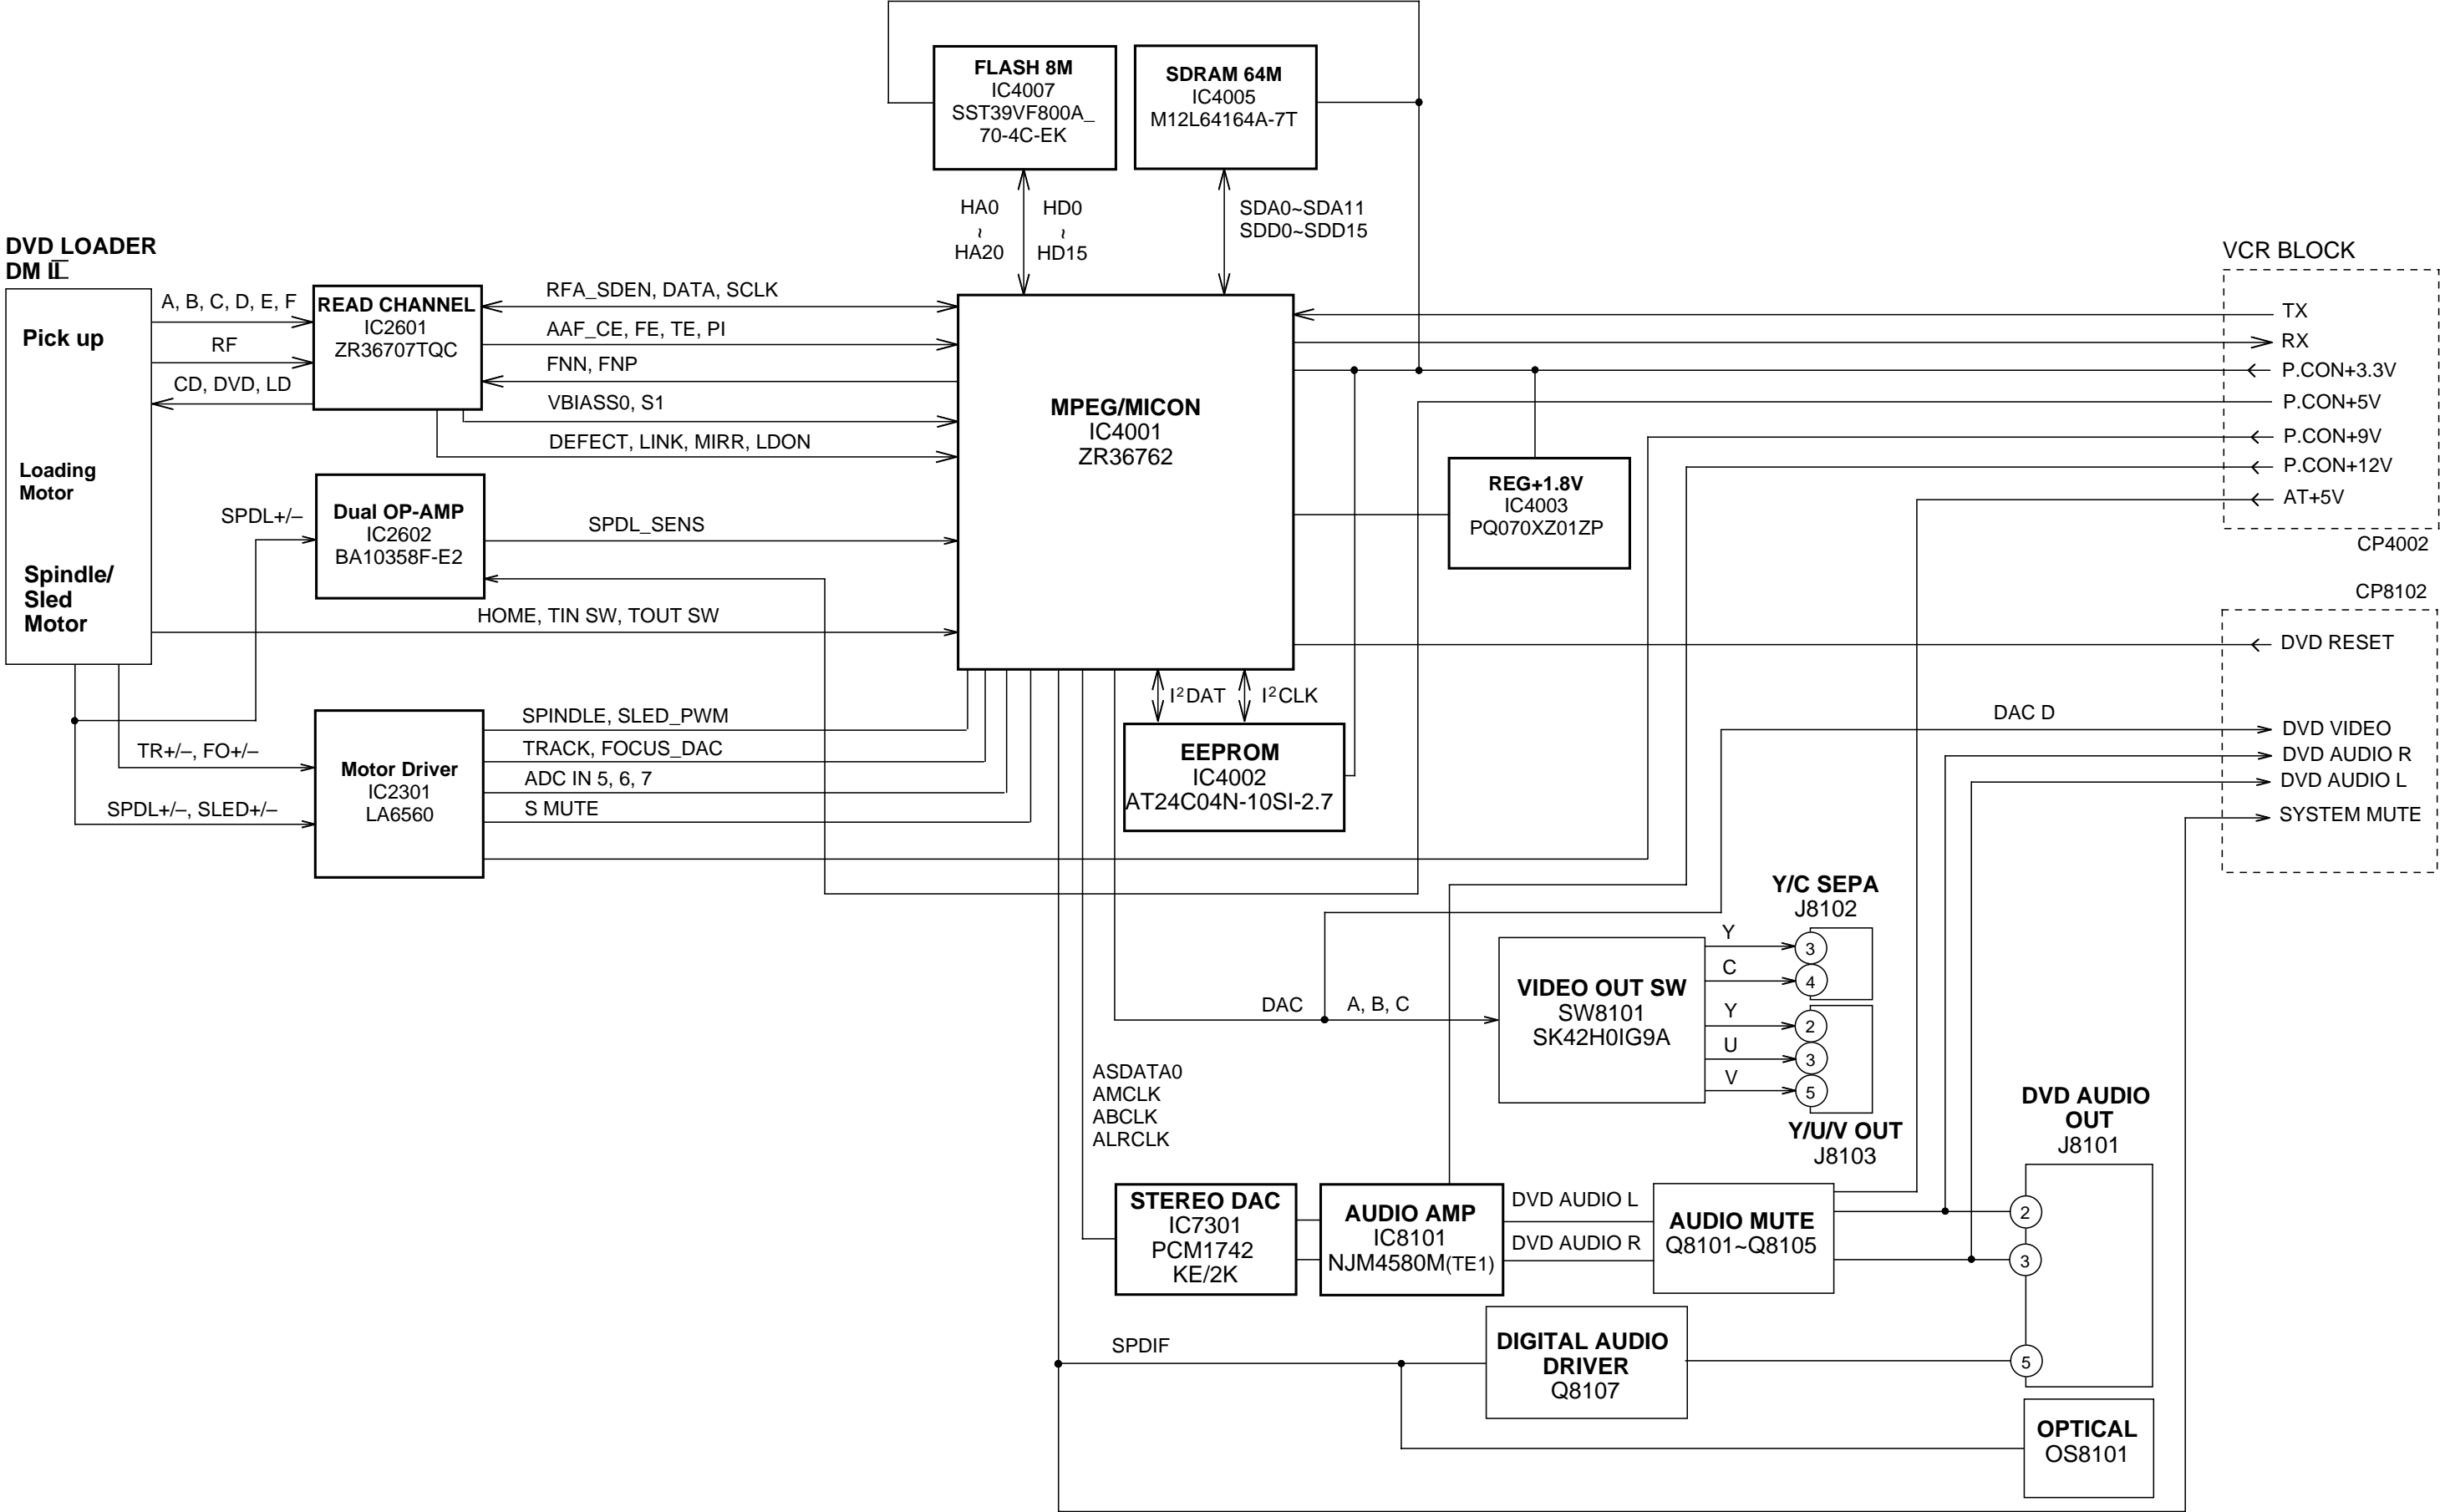 FLASH 8M
IC4007
SST39VF800A_
70-4C-EK
SDRAM 64M
IC4005
M12L64164A-7T
HA0
~
HA20
HD0
~
HD15
SDA0~SDA11
SDD0~SDD15
DVD LOADER
DM II
Pick up
Loading
Motor
Spindle/
Sled
Motor
A, B, C, D, E, F
RF
CD, DVD, LD
READ CHANNEL
IC2601
ZR36707TQC
RFA_SDEN, DATA, SCLK
AAF_CE, FE, TE, PI
FNN, FNP
VBIASS0, S1
DEFECT, LINK, MIRR, LDON
SPDL+/–
Dual OP-AMP
IC2602
BA10358F-E2
SPDL_SENS
HOME, TIN SW, TOUT SW
MPEG/MICON
IC4001
ZR36762
REG+1.8V
IC4003
PQ070XZ01ZP
VCR BLOCK
TX
RX
P.CON+3.3V
P.CON+5V
P.CON+9V
P.CON+12V
AT+5V
CP4002
CP8102
DVD RESET
DVD VIDEO
DVD AUDIO R
DVD AUDIO L
SYSTEM MUTE
DAC D
I²DAT
I²CLK
EEPROM
IC4002
AT24C04N-10SI-2.7
TR+/–, FO+/–
SPDL+/–, SLED+/–
Motor Driver
IC2301
LA6560
SPINDLE, SLED_PWM
TRACK, FOCUS_DAC
ADC IN 5, 6, 7
S MUTE
Y/C SEPA
J8102
DAC
A, B, C
VIDEO OUT SW
SW8101
SK42H0IG9A
Y
C
Y
U
V
3
4
2
3
5
Y/U/V OUT
J8103
ASDATA0
AMCLK
ABCLK
ALRCLK
STEREO DAC
IC7301
PCM1742
KE/2K
AUDIO AMP
IC8101
NJM4580M(TE1)
DVD AUDIO L
DVD AUDIO R
AUDIO MUTE
Q8101~Q8105
DVD AUDIO
OUT
J8101
2
3
5
SPDIF
DIGITAL AUDIO
DRIVER
Q8107
OPTICAL
OS8101